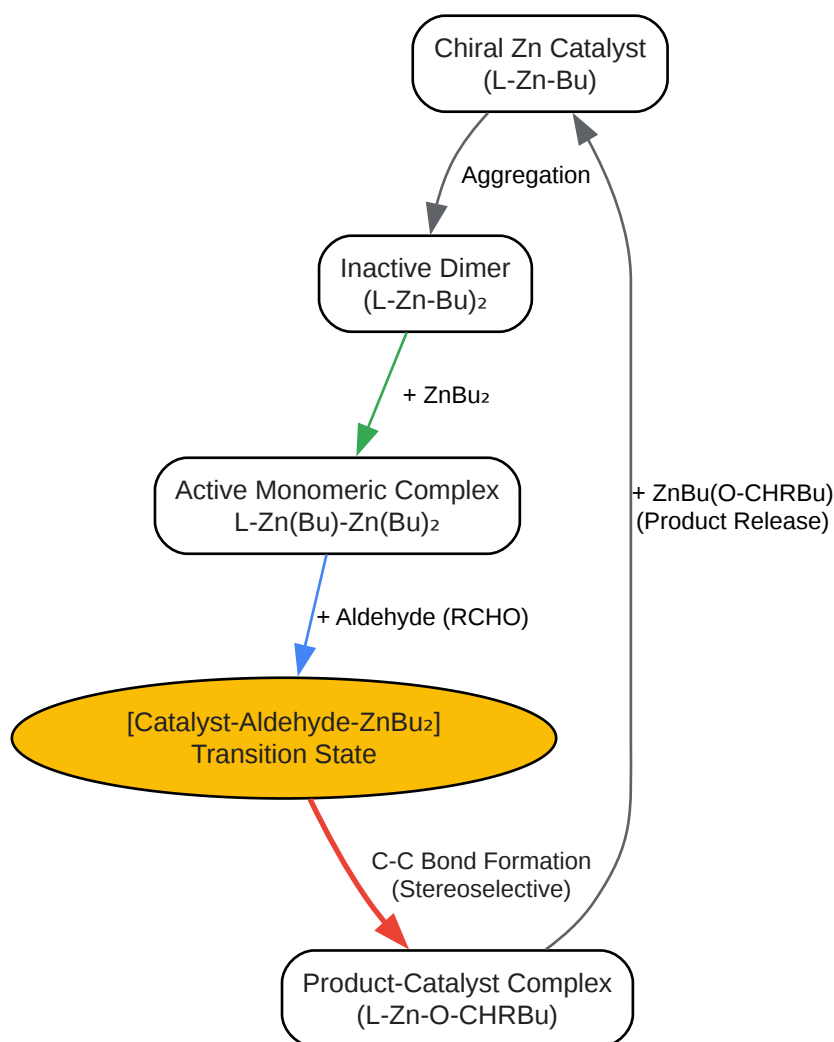 Chiral Zn Catalyst
(L-Zn-Bu)
Aggregation
Inactive Dimer
(L-Zn-Bu)₂
+ ZnBu₂
Active Monomeric Complex
L-Zn(Bu)-Zn(Bu)₂
+ ZnBu(O-CHRBu)
(Product Release)
+ Aldehyde (RCHO)
[Catalyst-Aldehyde-ZnBu₂]
Transition State
C-C Bond Formation
(Stereoselective)
Product-Catalyst Complex
(L-Zn-O-CHRBu)